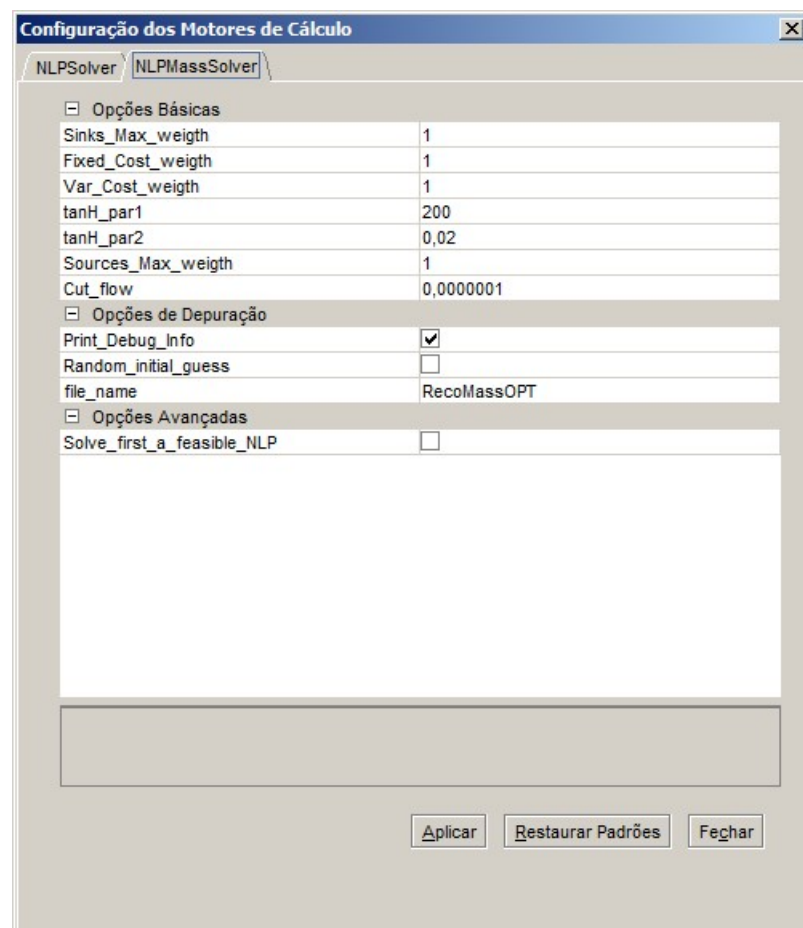 Configuração dos Motores de Cálculo
NLPSolver NLPMassSolver
Opções Básicas
Sinks_Max_weigth 1
Fixed_Cost_weigth 1
Var_Cost_weigth 1
tanH_par1 200
tanH_par2 0,02
Sources_Max_weigth 1
Cut_flow 0,0000001
Opções de Depuração
Print_Debug_Info
Random_initial_guess
file_name RecoMassOPT
Opções Avançadas
Solve_first_a_feasible_NLP
Aplicar Restaurar Padrões Fechar